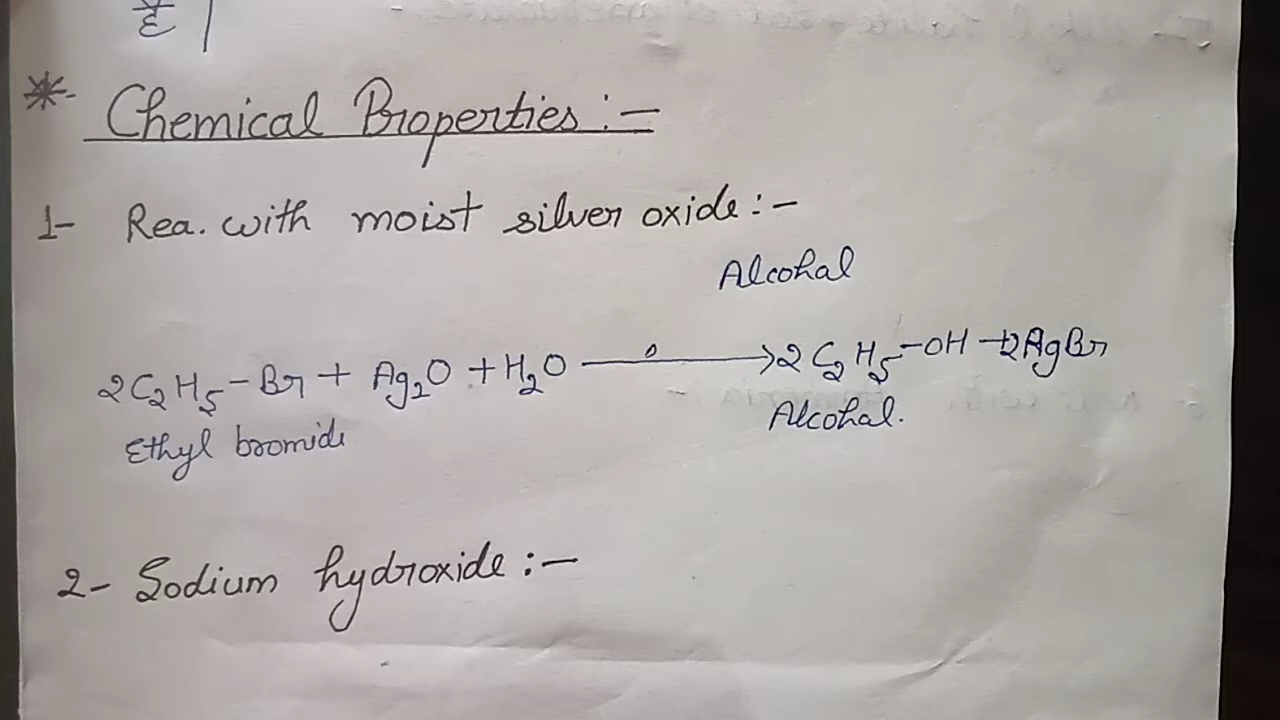 * Chemical Properties :-
1- Rea. with moist silver oxide :-
Alcohal
2C2H5-Br + Ag2O + H2O ⟶ 2C2H5-OH + 2AgBr
Ethyl bromide
Alcohal.
2- Sodium hydroxide :-